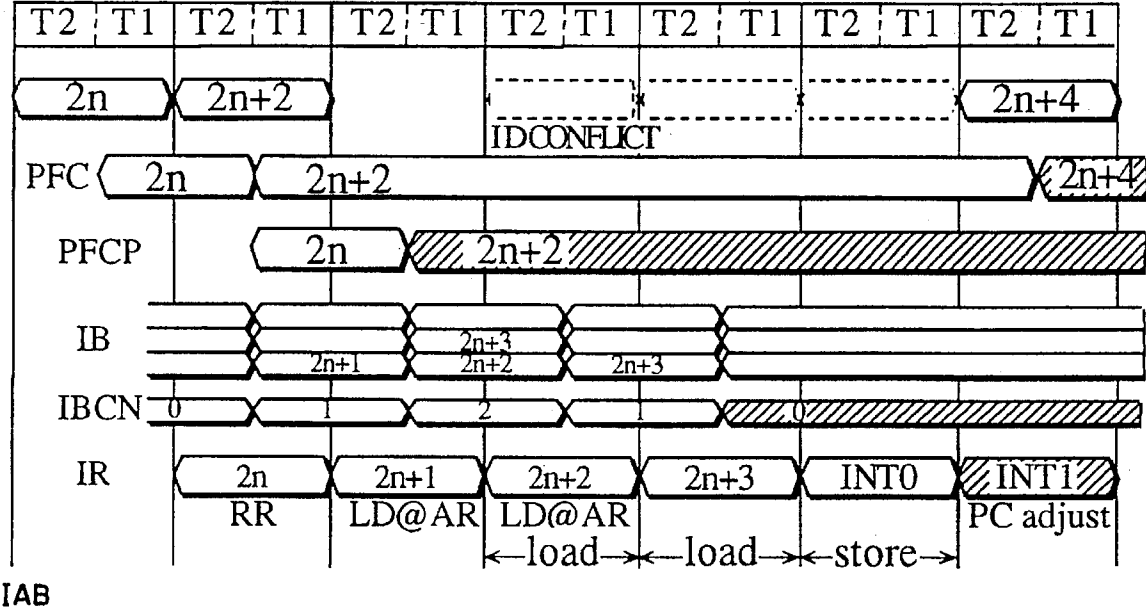 T2 T1 T2 T1 T2 T1 T2 T1 T2 T1 T2 T1 T2 T1
2n 2n+2 2n+4
ID CONFLICT
PFC 2n 2n+2 2n+4
PFCP 2n 2n+2
IB
2n+3
2n+1 2n+2 2n+3
IBCN 0 1 2 1 0
IR 2n 2n+1 2n+2 2n+3 INT0 INT1
RR LD@AR LD@AR PC adjust
load load store
IAB